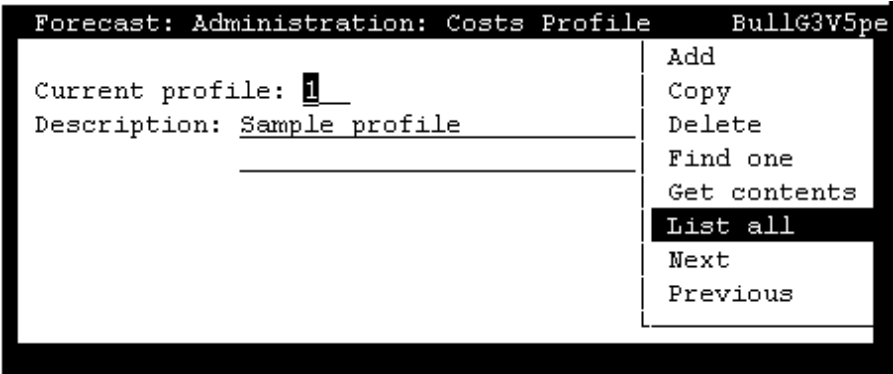 Forecast: Administration: Costs Profile BullG3V5pe
Current profile: 1
Description: Sample profile
Add
Copy
Delete
Find one
Get contents
List all
Next
Previous